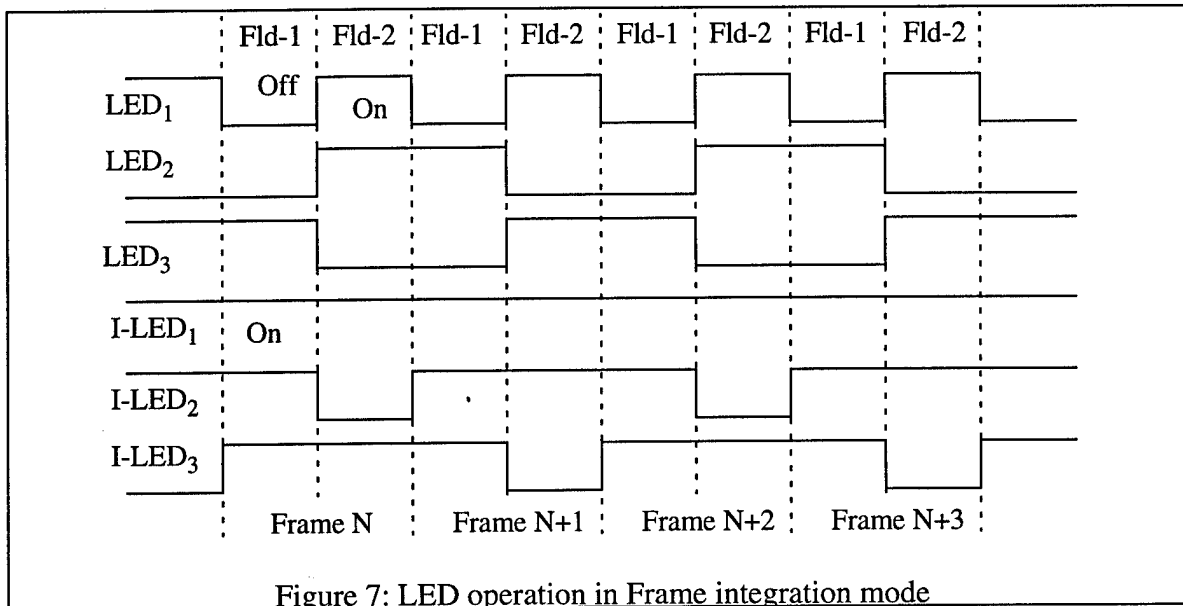 Fld-1 Fld-2 Fld-1 Fld-2 Fld-1 Fld-2 Fld-1 Fld-2
Off
LED1
On
LED2
LED3
I-LED1
On
I-LED2
I-LED3
Frame N Frame N+1 Frame N+2 Frame N+3
Figure 7: LED operation in Frame integration mode